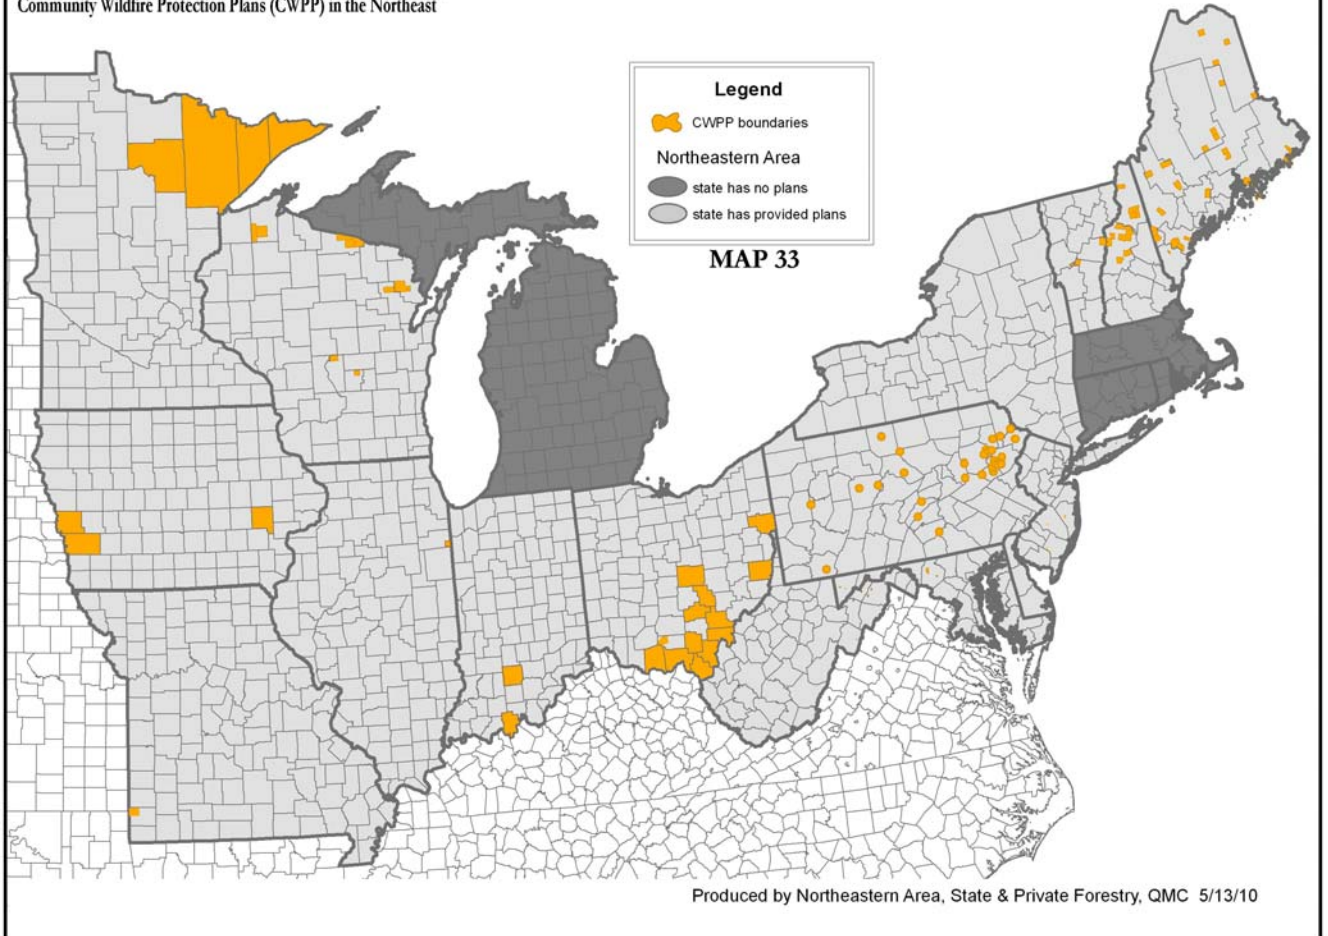 Community Wildfire Protection Plans (CWPP) in the Northeast
Legend
CWPP boundaries
Northeastern Area
state has no plans
state has provided plans
MAP 33
Produced by Northeastern Area, State & Private Forestry, QMC 5/13/10